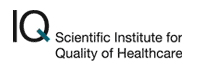 IQ Scientific Institute for
Quality of Healthcare